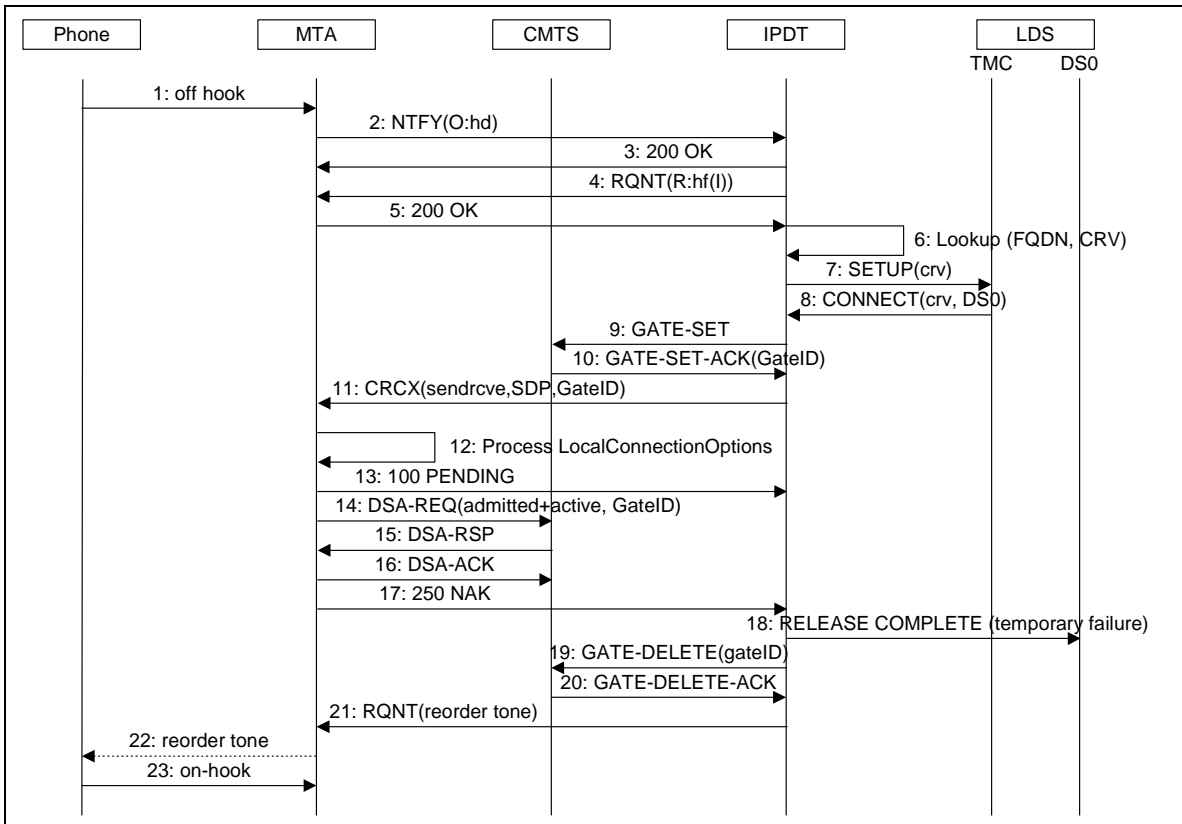 Phone MTA CMTS IPDT LDS
TMC DS0
1: off hook
2: NTFY(O:hd)
3: 200 OK
4: RQNT(R:hf(I))
5: 200 OK
6: Lookup (FQDN, CRV)
7: SETUP(crv)
8: CONNECT(crv, DS0)
9: GATE-SET
10: GATE-SET-ACK(GateID)
11: CRCX(sendrcve,SDP,GateID)
12: Process LocalConnectionOptions
13: 100 PENDING
14: DSA-REQ(admitted+active, GateID)
15: DSA-RSP
16: DSA-ACK
17: 250 NAK
18: RELEASE COMPLETE (temporary failure)
19: GATE-DELETE(gateID)
20: GATE-DELETE-ACK
21: RQNT(reorder tone)
22: reorder tone
23: on-hook